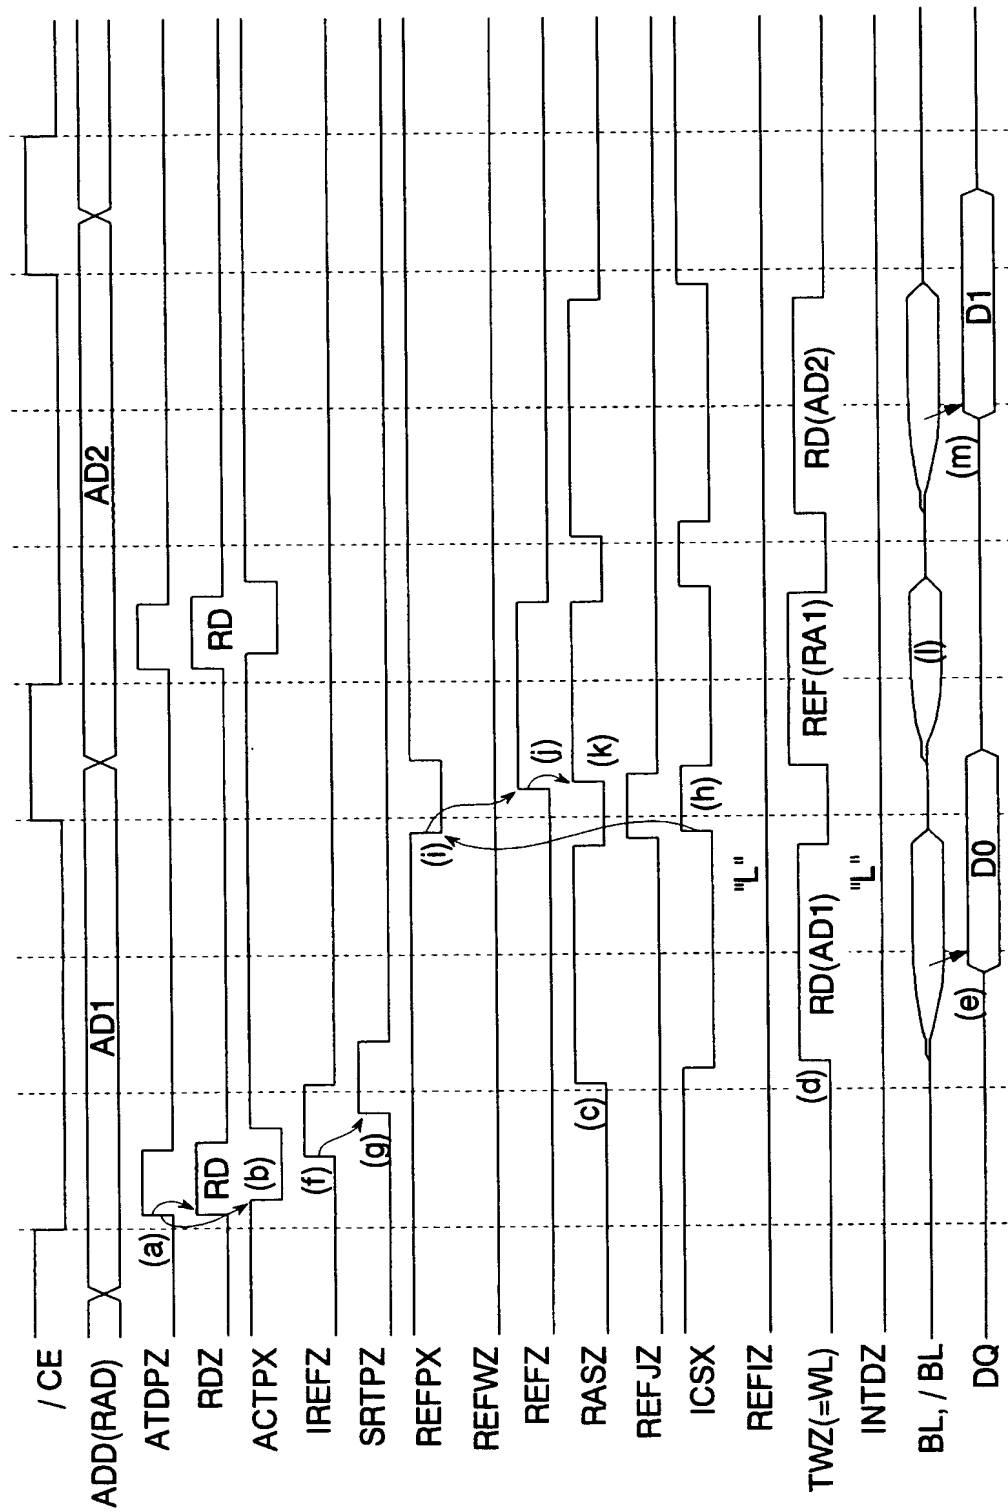 / CE
ADD(RAD) AD1 AD2
ATDPZ (a)
RDZ RD RD
ACTPX (b)
IREFZ (f)
SRTPZ (g)
REFPX (i)
REFWZ
REFZ (j)
RASZ (c) (k)
REFJZ
ICSX (h)
REFIZ "L"
TWZ(=WL) (d) RD(AD1) REF(RA1) RD(AD2)
INTDZ "L"
BL, / BL (l)
DQ (e) D0 (m) D1